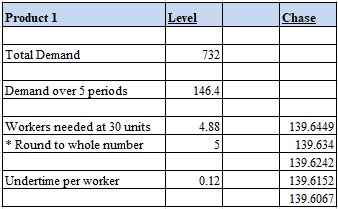 Product 1 Level Chase
Total Demand 732
Demand over 5 periods 146.4
Workers needed at 30 units 4.88 139.6449
* Round to whole number 5 139.634
139.6242
Undertime per worker 0.12 139.6152
139.6067